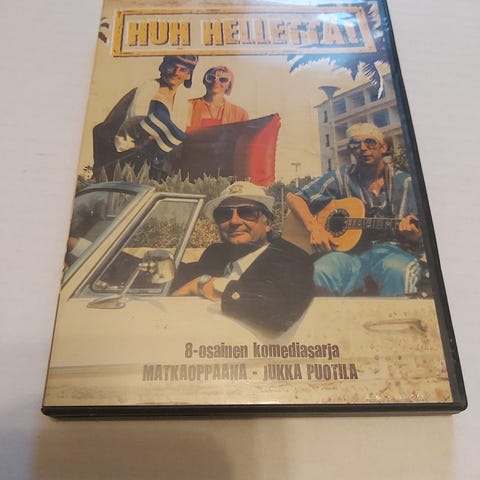 HUH HELLETTÄ!
8-osainen komediasarja
MATKAOPPAANA - JUKKA PUOTILA